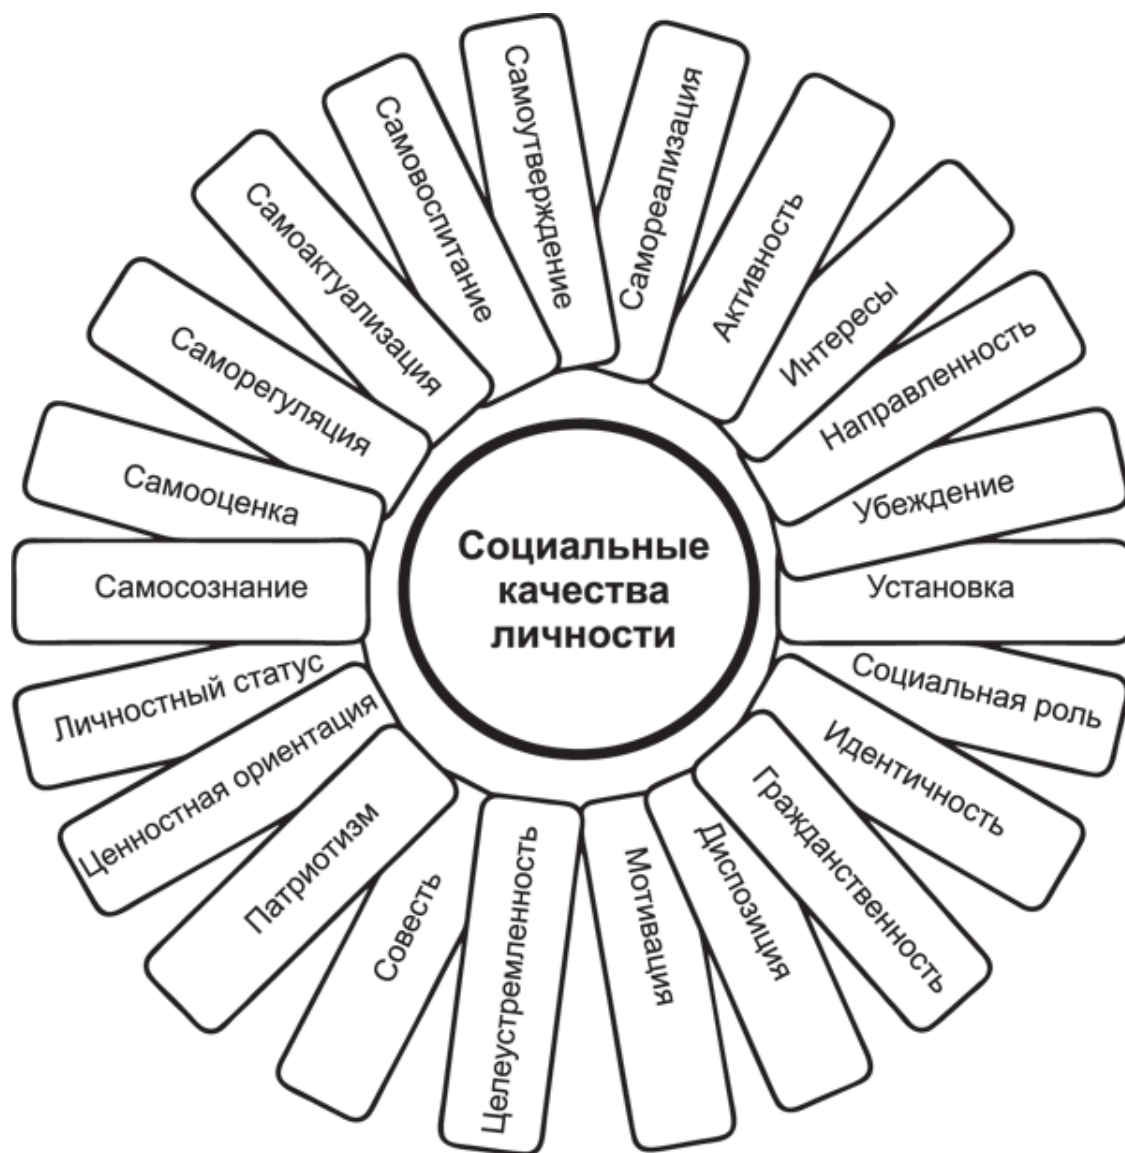 Социальные
качества
личности
Самоутверждение
Самореализация
Активность
Интересы
Направленность
Убеждение
Установка
Социальная роль
Идентичность
Гражданственность
Диспозиция
Мотивация
Целеустремленность
Совесть
Патриотизм
Ценностная ориентация
Личностный статус
Самосознание
Самооценка
Саморегуляция
Самоактуализация
Самовоспитание